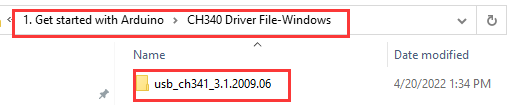 1. Get started with Arduino > CH340 Driver File-Windows
Name
Date modified
usb_ch341_3.1.2009.06
4/20/2022 1:34 PM